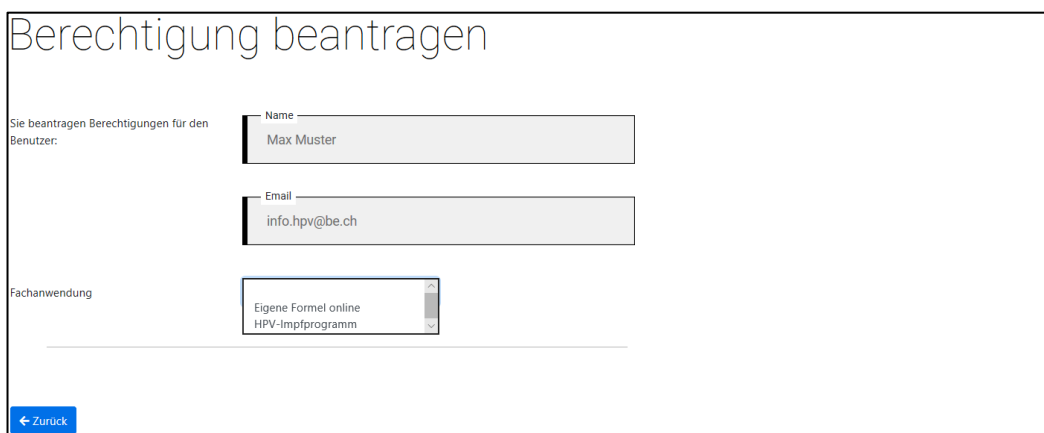 Berechtigung beantragen
Name
Sie beantragen Berechtigungen für den
Benutzer:
Max Muster
Email
info.hpv@be.ch
Fachanwendung
Eigene Formel online
HPV-Impfprogramm
← Zurück